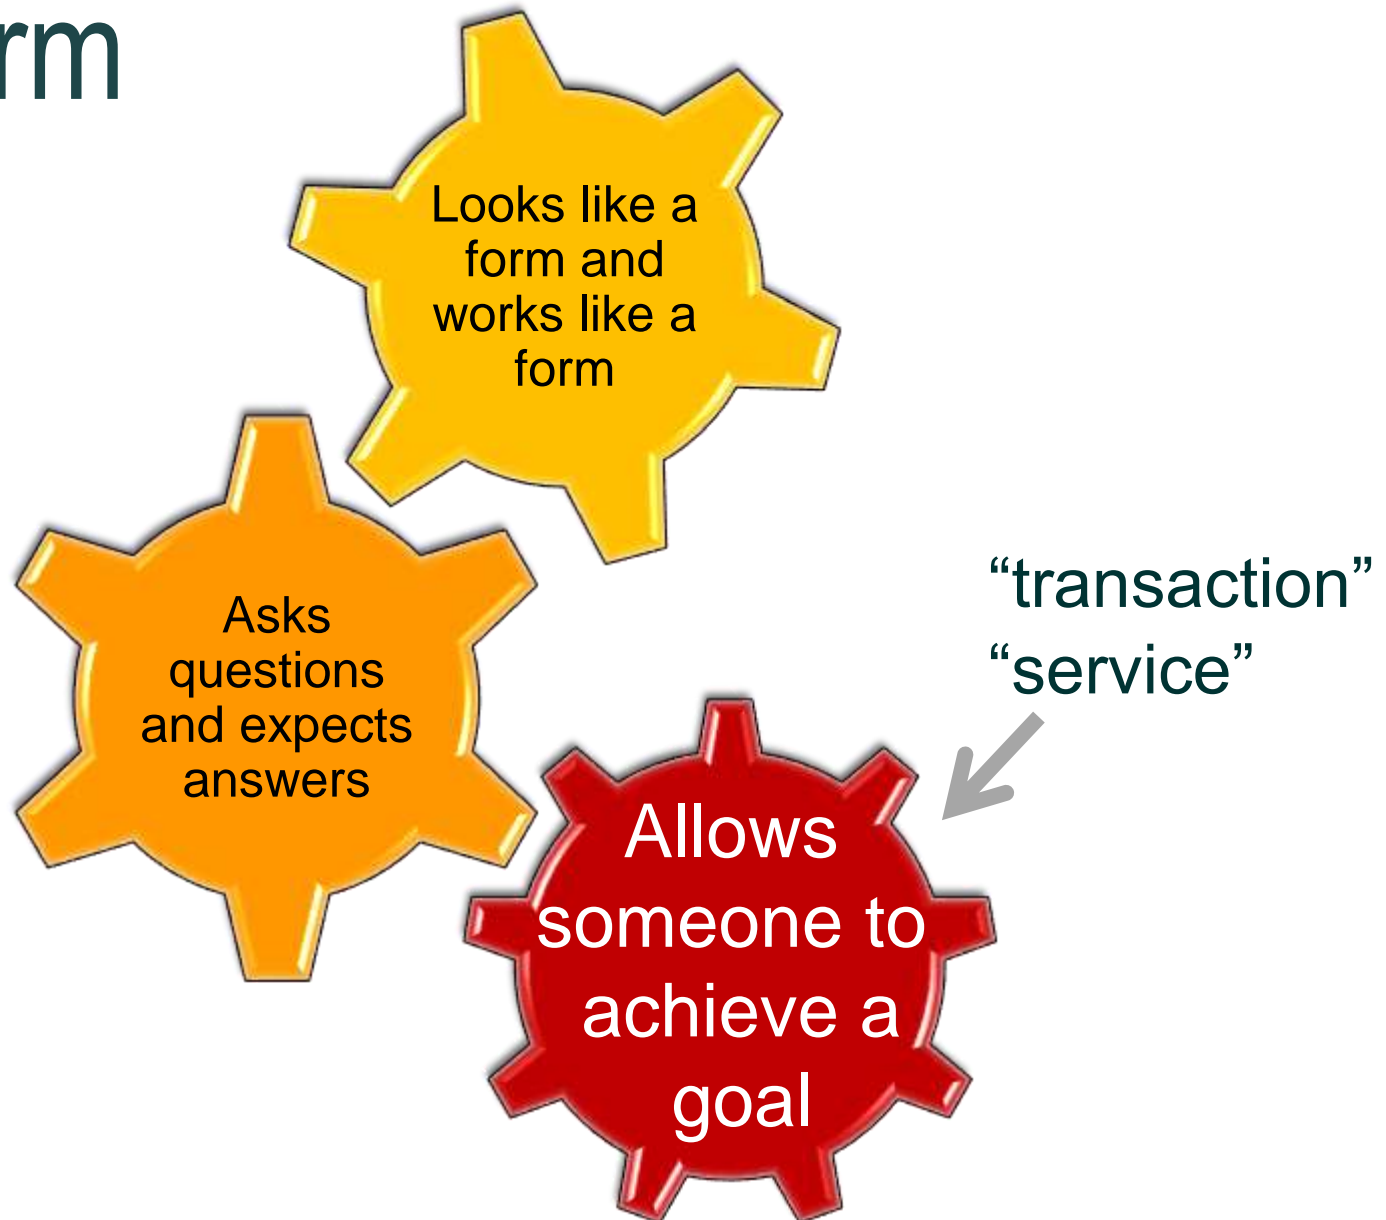 rm
Looks like a
form and
works like a
form
Asks
questions
and expects
answers
“transaction”
“service”
Allows
someone to
achieve a
goal